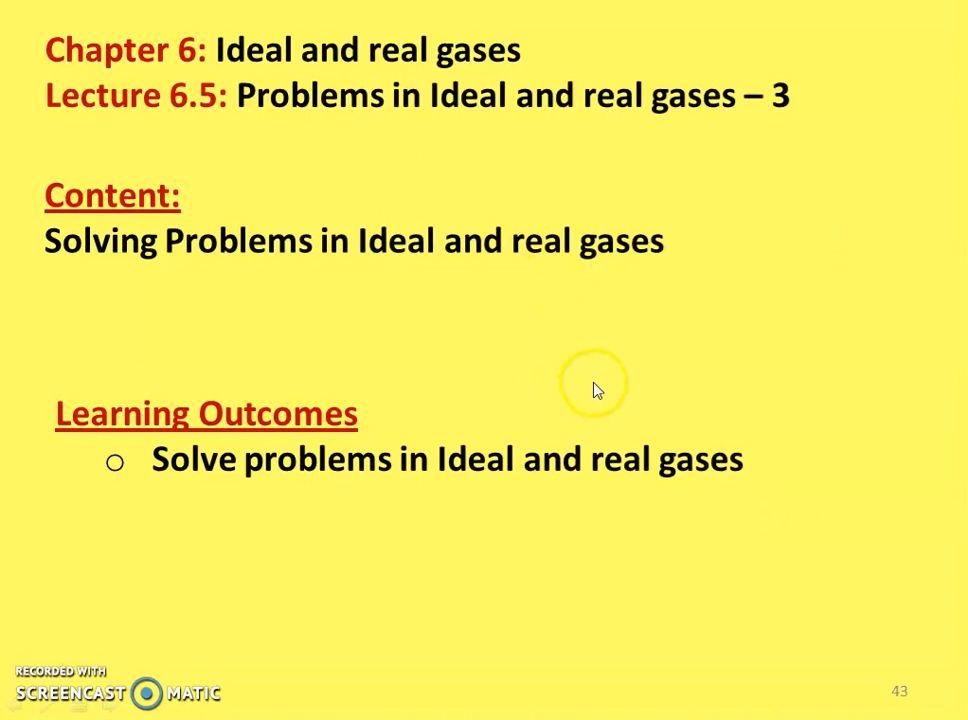 Chapter 6: Ideal and real gases
Lecture 6.5: Problems in Ideal and real gases – 3
Content:
Solving Problems in Ideal and real gases
Learning Outcomes
o Solve problems in Ideal and real gases
RECORDED WITH
SCREENCAST MATIC
43